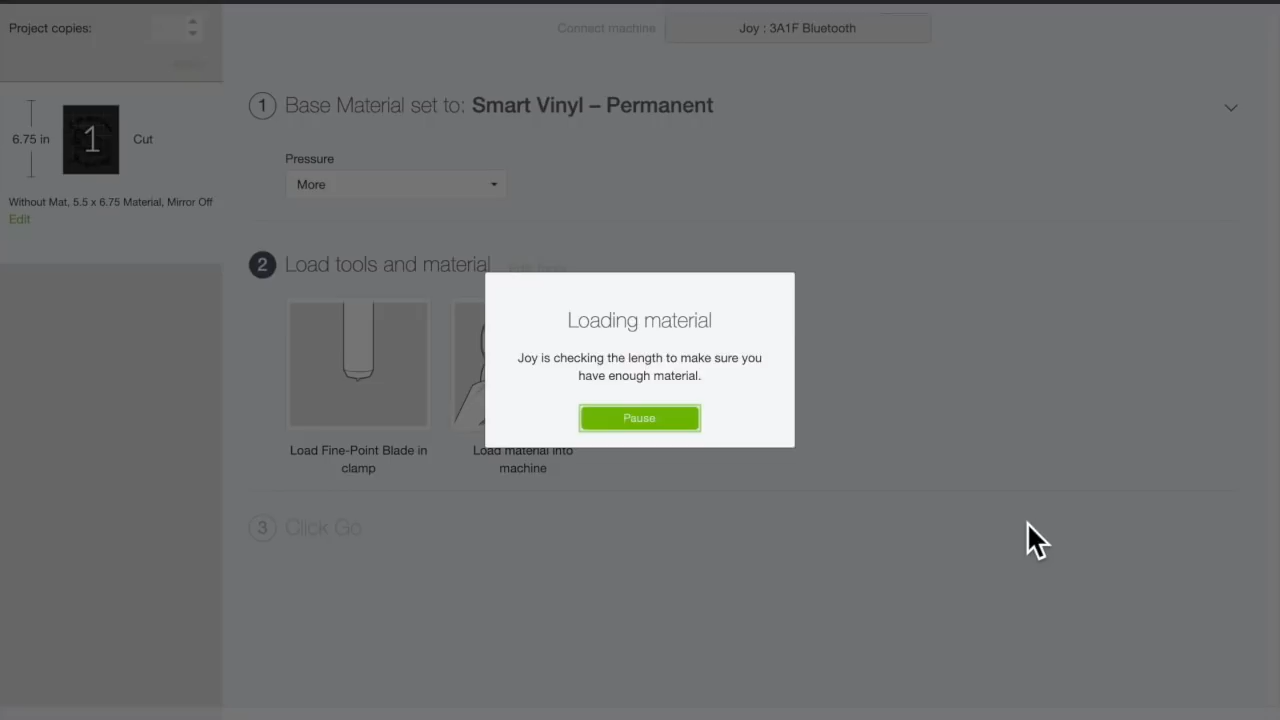 Project copies:
Connect machine
Joy : 3A1F Bluetooth
1 Base Material set to: Smart Vinyl – Permanent
6.75 in
1
Cut
Pressure
More
Without Mat, 5.5 x 6.75 Material, Mirror Off
Edit
2 Load tools and material
Loading material
Joy is checking the length to make sure you
have enough material.
Pause
Load Fine-Point Blade in
clamp
Load material into
machine
3 Click Go